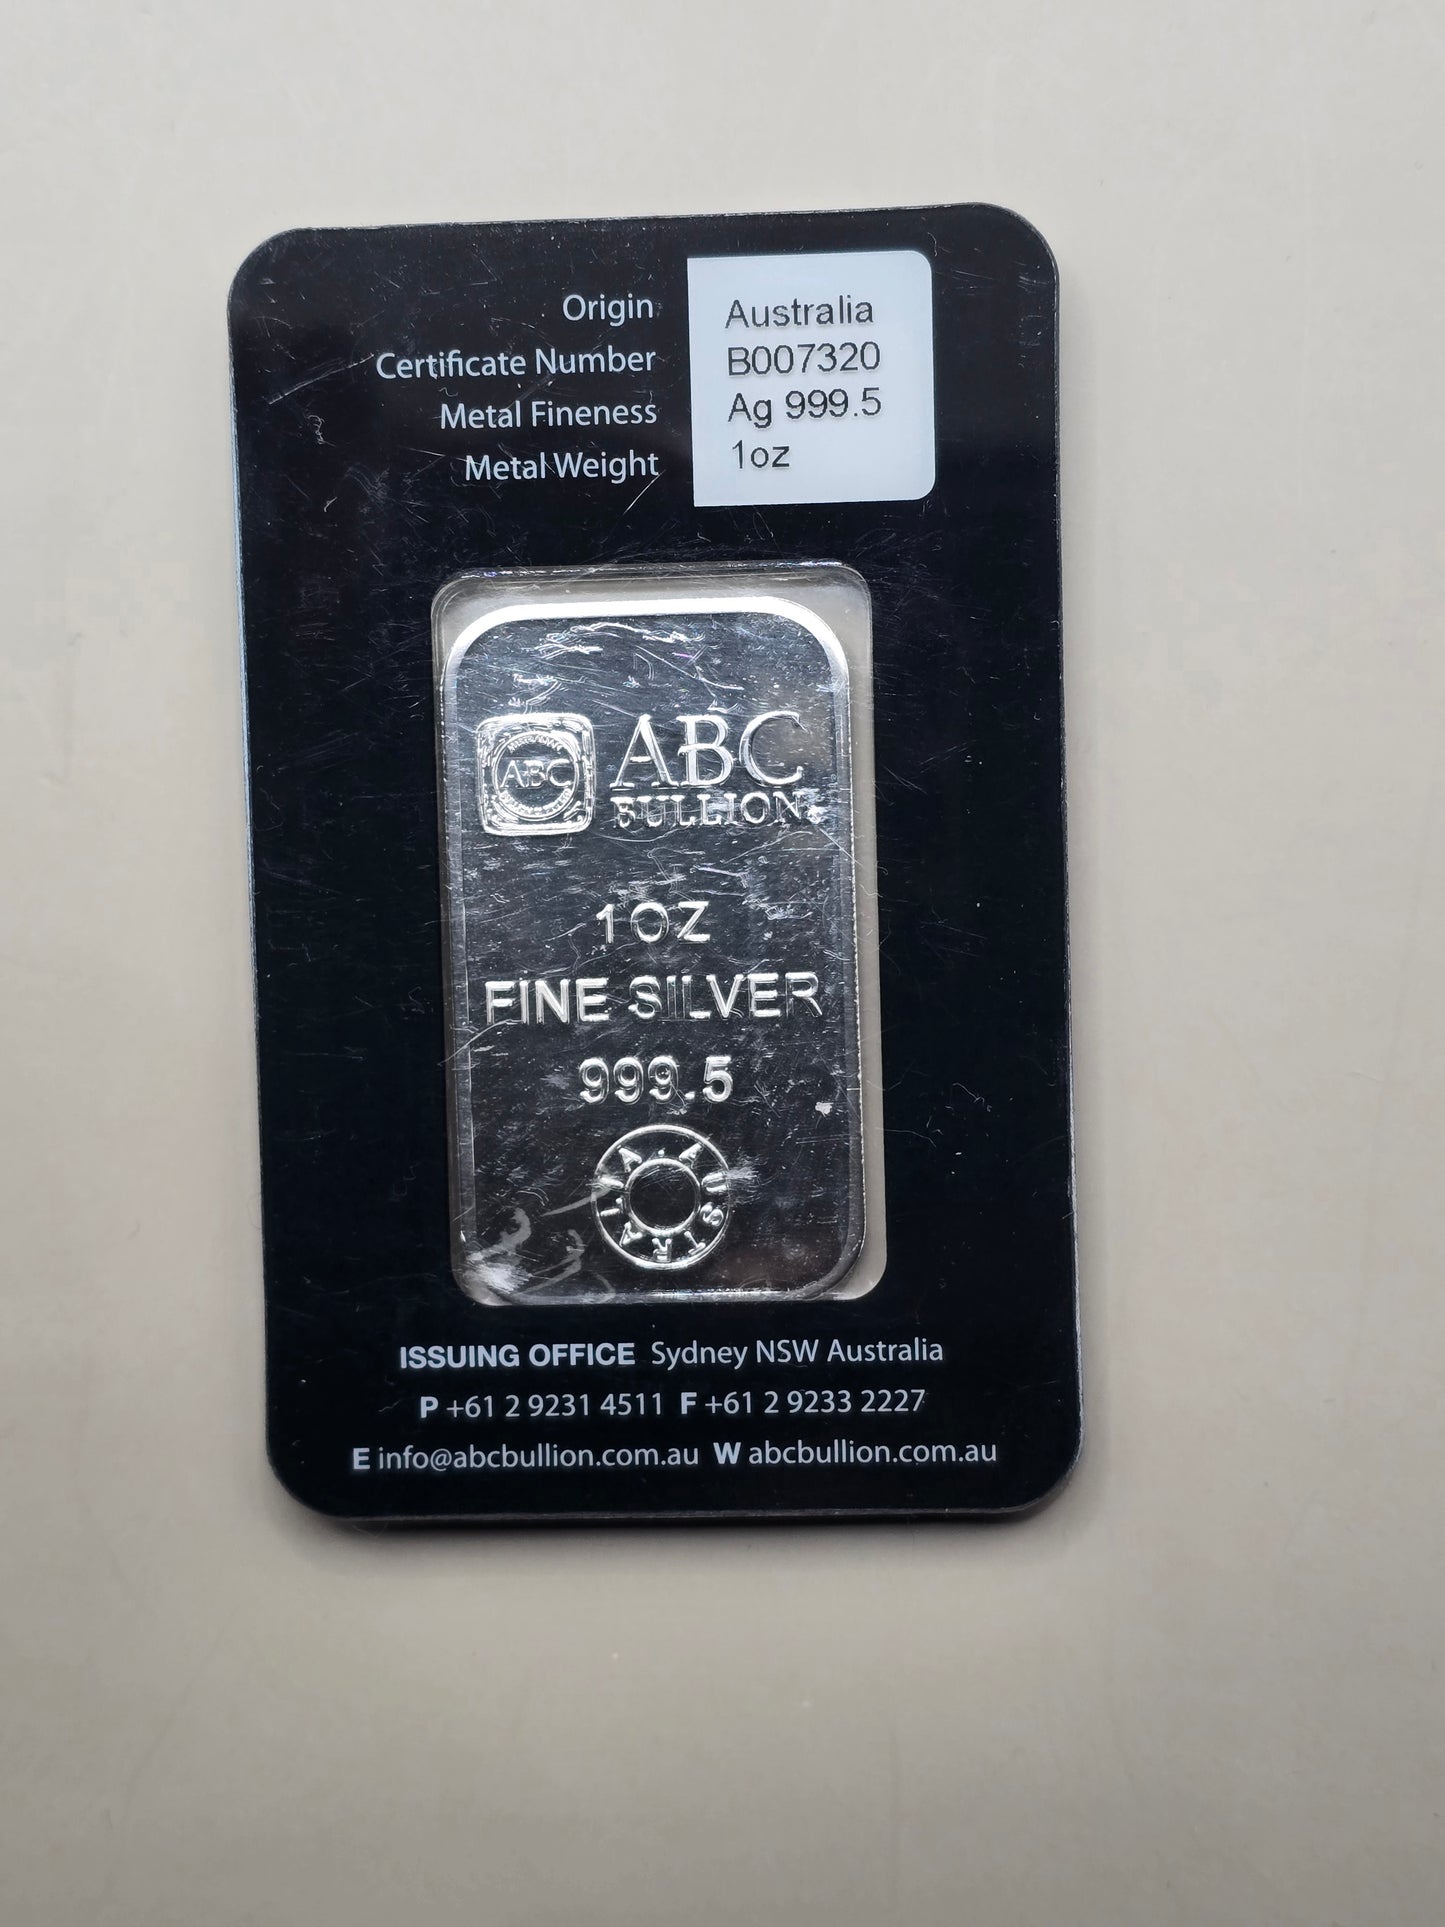 Origin Australia
Certificate Number B007320
Metal Fineness Ag 999.5
Metal Weight 1oz
ABC
ABC
BULLION
1OZ
FINE SILVER
999.5
AUSTRALIA
ISSUING OFFICE Sydney NSW Australia
P +61 2 9231 4511 F +61 2 9233 2227
E info@abcbullion.com.au W abcbullion.com.au